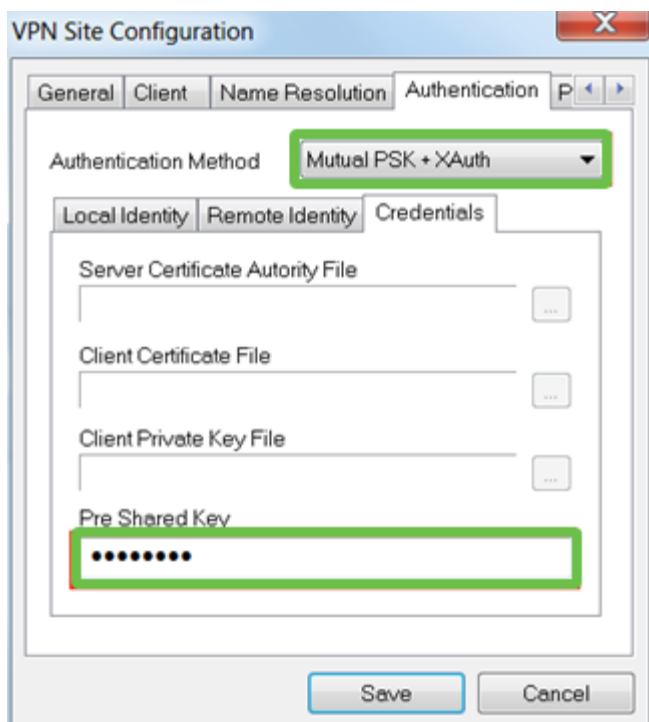 VPN Site Configuration
General Client Name Resolution Authentication P
Authentication Method Mutual PSK + XAuth
Local Identity Remote Identity Credentials
Server Certificate Autority File
...
Client Certificate File
...
Client Private Key File
...
Pre Shared Key
••••••••
Save Cancel